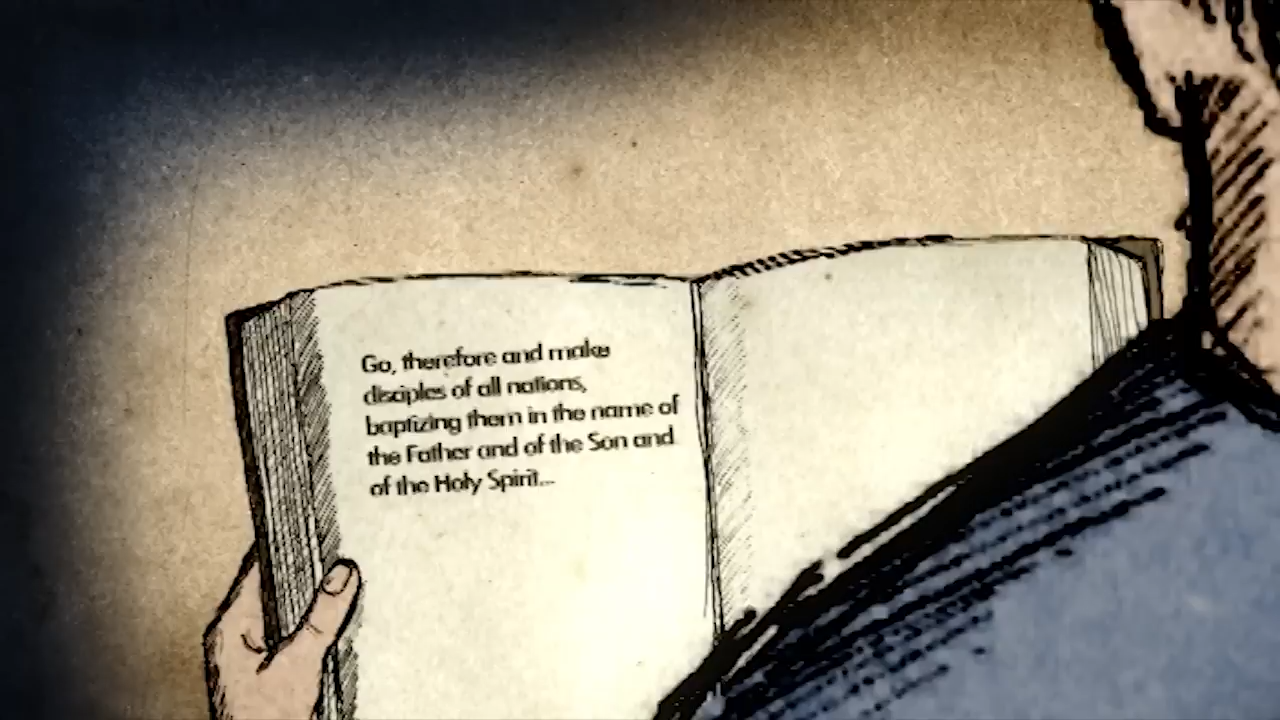 Go, therefore and make
disciples of all nations,
baptizing them in the name of
the Father and of the Son and
of the Holy Spirit...